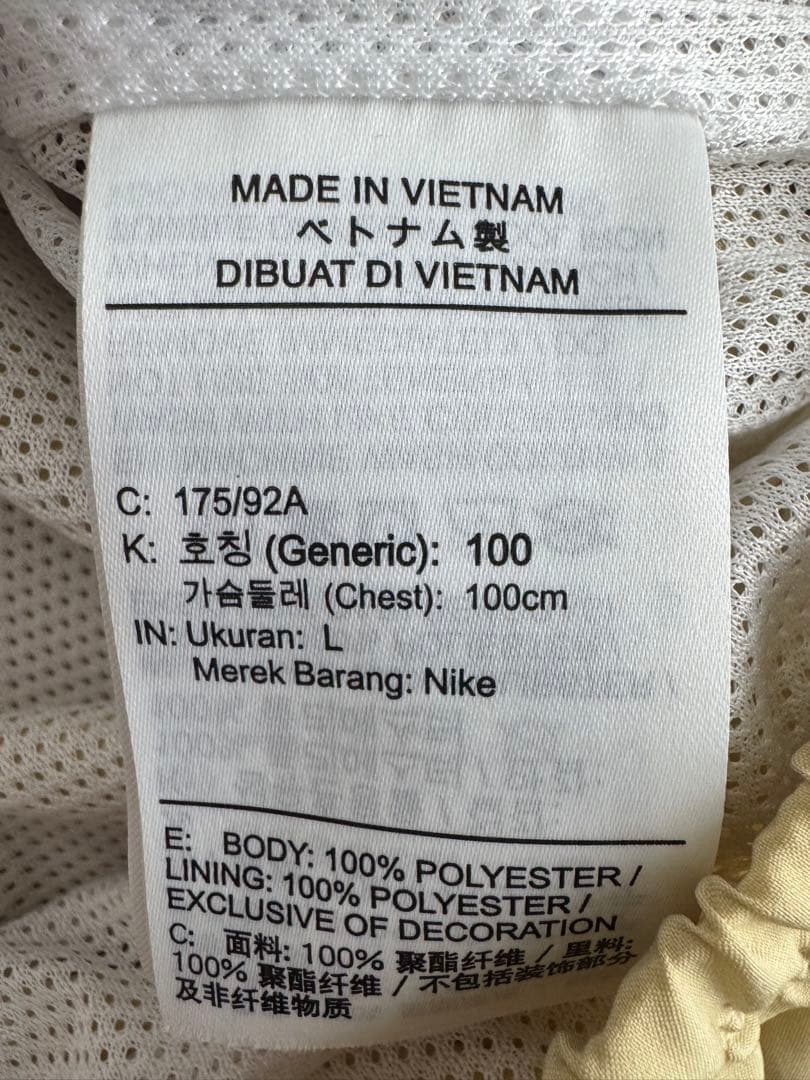 MADE IN VIETNAM
ベトナム製
DIBUAT DI VIETNAM
C: 175/92A
K: 호칭 (Generic): 100
가슴둘레 (Chest): 100cm
IN: Ukuran: L
Merek Barang: Nike
E: BODY: 100% POLYESTER /
LINING: 100% POLYESTER /
EXCLUSIVE OF DECORATION
C: 面料: 100% 聚酯纤维 / 里料:
100% 聚酯纤维 / 不包括装饰部分
及非纤维物质